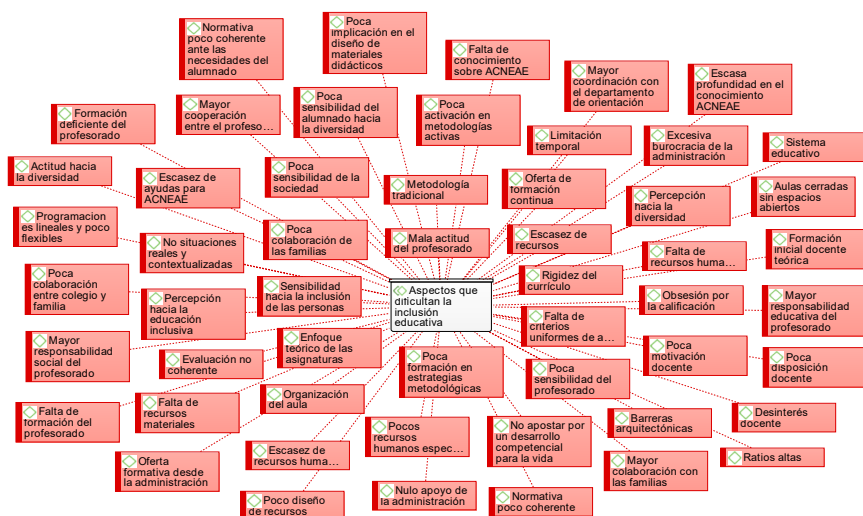 Normativa
poco coherente
ante las
necesidades del
alumnado
Poca
implicación en el
diseño de
materiales
didácticos
Falta de
conocimiento
sobre ACNEAE
Mayor
coordinación con
el departamento
de orientación
Escasa
profundidad en el
conocimiento
ACNEAE
Formación
deficiente del
profesorado
Mayor
cooperación
entre el profeso…
Poca
sensibilidad del
alumnado hacia
la diversidad
Poca
activación en
metodologías
activas
Limitación
temporal
Excesiva
burocracia de la
administración
Sistema
educativo
Actitud hacia
la diversidad
Escasez de
ayudas para
ACNEAE
Poca
sensibilidad de la
sociedad
Metodología
tradicional
Oferta de
formación
continua
Percepción
hacia la
diversidad
Aulas cerradas
sin espacios
abiertos
Programacion
es lineales y poco
flexibles
No situaciones
reales y
contextualizadas
Poca
colaboración de
las familias
Mala actitud
del profesorado
Escasez de
recursos
Falta de
recursos huma…
Formación
inicial docente
teórica
Poca
colaboración
entre colegio y
familia
Percepción
hacia la
educación
inclusiva
Sensibilidad
hacia la inclusión
de las personas
Aspectos que
dificultan la
inclusión
educativa
Rigidez del
currículo
Obsesión por
la calificación
Mayor
responsabilidad
educativa del
profesorado
Mayor
responsabilidad
social del
profesorado
Evaluación no
coherente
Enfoque
teórico de las
asignaturas
Poca
formación en
estrategias
metodológicas
Falta de
criterios
uniformes de a…
Poca
sensibilidad del
profesorado
Poca
motivación
docente
Poca
disposición
docente
Falta de
formación del
profesorado
Falta de
recursos
materiales
Organización
del aula
Pocos
recursos
humanos espec…
No apostar por
un desarrollo
competencial
para la vida
Barreras
arquitectónicas
Desinterés
docente
Oferta
formativa desde
la administración
Escasez de
recursos huma…
Nulo apoyo de
la administración
Mayor
colaboración con
las familias
Ratios altas
Poco diseño
de recursos
Normativa
poco coherente